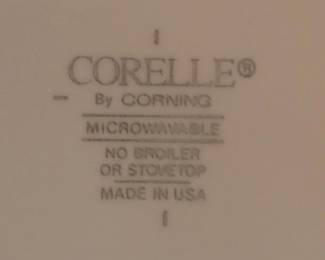 CORELLE®
By CORNING
MICROWAVABLE
NO BROILER
OR STOVETOP
MADE IN USA